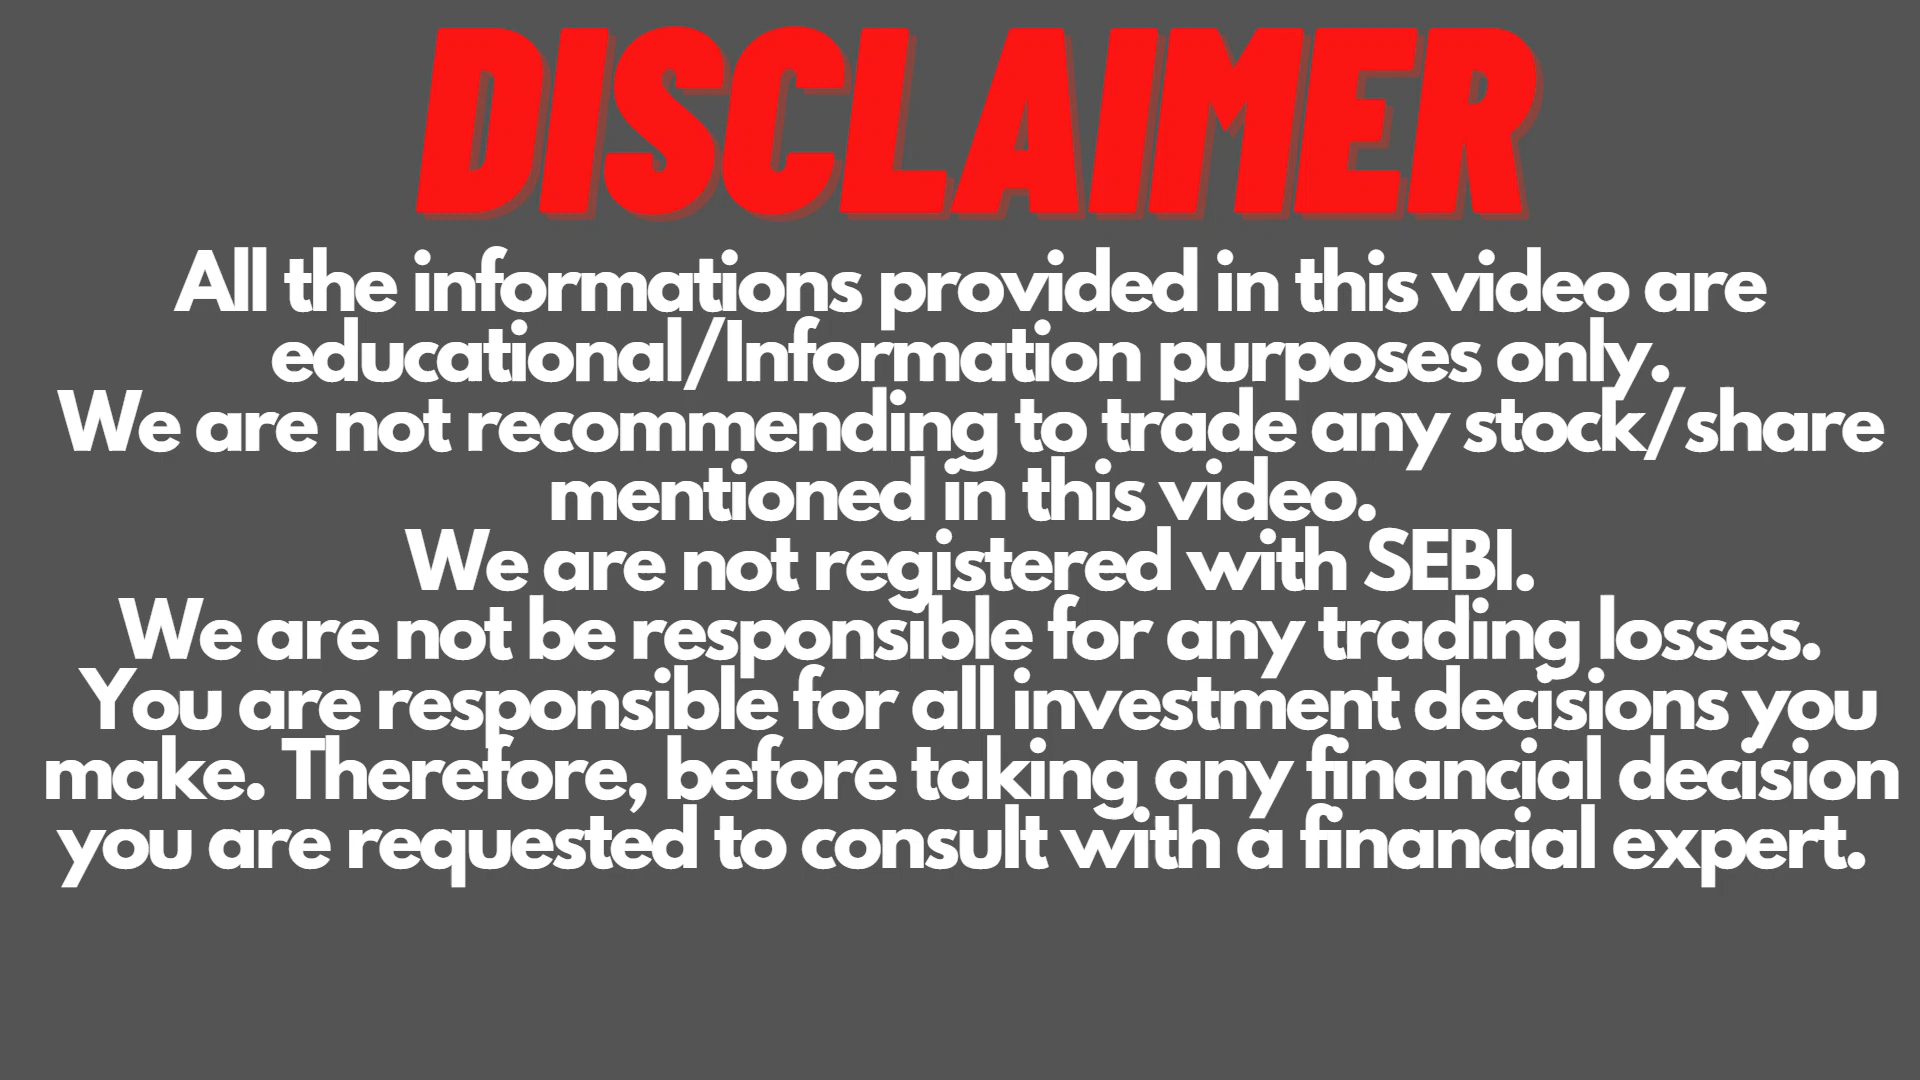 DISCLAIMER
All the informations provided in this video are
educational/Information purposes only.
We are not recommending to trade any stock/share
mentioned in this video.
We are not registered with SEBI.
We are not be responsible for any trading losses.
You are responsible for all investment decisions you
make. Therefore, before taking any financial decision
you are requested to consult with a financial expert.